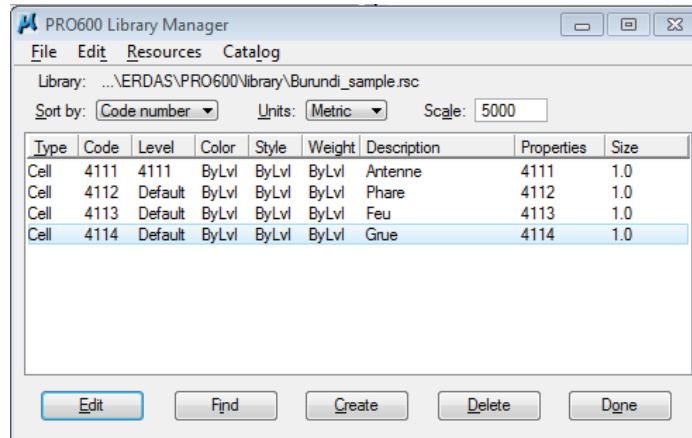 PRO600 Library Manager
File Edit Resources Catalog
Library: ...\ERDAS\PRO600\library\Burundi_sample.rsc
Sort by: Code number Units: Metric Scale: 5000
Type Code Level Color Style Weight Description Properties Size
Cell 4111 4111 ByLvl ByLvl ByLvl Antenne 4111 1.0
Cell 4112 Default ByLvl ByLvl ByLvl Phare 4112 1.0
Cell 4113 Default ByLvl ByLvl ByLvl Feu 4113 1.0
Cell 4114 Default ByLvl ByLvl ByLvl Grue 4114 1.0
Edit Find Create Delete Done